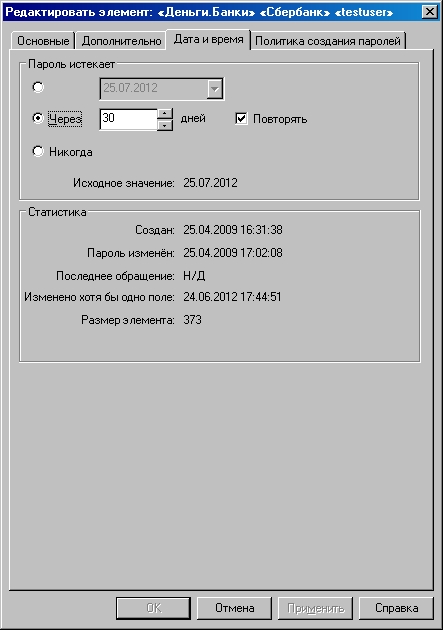 Редактировать элемент: «Деньги.Банки» «Сбербанк» «testuser»
Основные Дополнительно Дата и время Политика создания паролей
Пароль истекает
25.07.2012
Через 30 дней Повторять
Никогда
Исходное значение: 25.07.2012
Статистика
Создан: 25.04.2009 16:31:38
Пароль изменён: 25.04.2009 17:02:08
Последнее обращение: Н/Д
Изменено хотя бы одно поле: 24.06.2012 17:44:51
Размер элемента: 373
OK Отмена Применить Справка